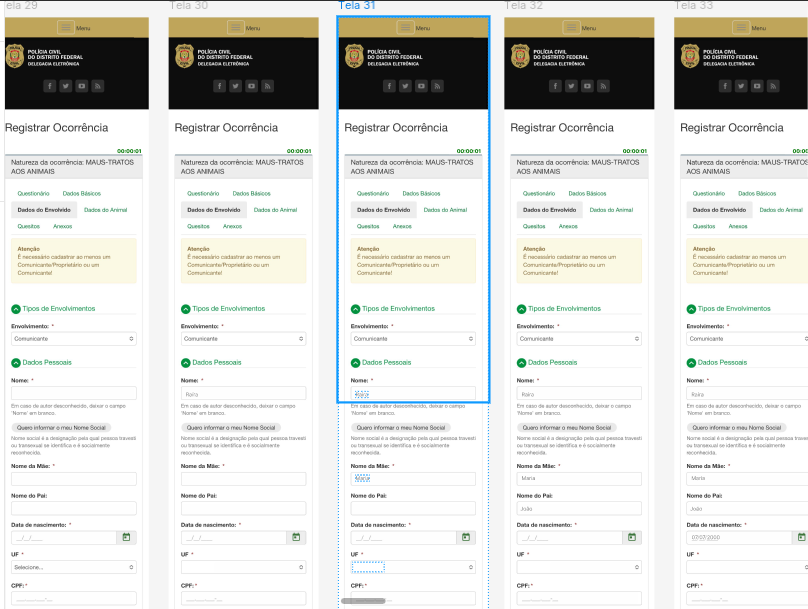 ela 29
Menu
POLÍCIA CIVIL
DO DISTRITO FEDERAL
DELEGACIA ELETRÔNICA
Registrar Ocorrência
00:00:01
Natureza da ocorrência: MAUS-TRATOS
AOS ANIMAIS
Questionário Dados Básicos
Dados do Envolvido Dados do Animal
Quesitos Anexos
Atenção
É necessário cadastrar ao menos um
Comunicante/Proprietário ou um
Comunicante!
Tipos de Envolvimentos
Envolvimento: *
Comunicante
Dados Pessoais
Nome: *
Em caso de autor desconhecido, deixar o campo
'Nome' em branco.
Quero informar o meu Nome Social
Nome social é a designação pela qual pessoa travesti
ou transexual se identifica e é socialmente
reconhecida.
Nome da Mãe: *
Nome do Pai:
Data de nascimento: *
__/__/____
UF *
Selecione...
CPF: *
Tela 30
Menu
POLÍCIA CIVIL
DO DISTRITO FEDERAL
DELEGACIA ELETRÔNICA
Registrar Ocorrência
00:00:01
Natureza da ocorrência: MAUS-TRATOS
AOS ANIMAIS
Questionário Dados Básicos
Dados do Envolvido Dados do Animal
Quesitos Anexos
Atenção
É necessário cadastrar ao menos um
Comunicante/Proprietário ou um
Comunicante!
Tipos de Envolvimentos
Envolvimento: *
Comunicante
Dados Pessoais
Nome: *
Em caso de autor desconhecido, deixar o campo
'Nome' em branco.
Quero informar o meu Nome Social
Nome social é a designação pela qual pessoa travesti
ou transexual se identifica e é socialmente
reconhecida.
Nome da Mãe: *
Nome do Pai:
Data de nascimento: *
__/__/____
UF *
CPF: *
Tela 31
Menu
POLÍCIA CIVIL
DO DISTRITO FEDERAL
DELEGACIA ELETRÔNICA
Registrar Ocorrência
00:00:01
Natureza da ocorrência: MAUS-TRATOS
AOS ANIMAIS
Questionário Dados Básicos
Dados do Envolvido Dados do Animal
Quesitos Anexos
Atenção
É necessário cadastrar ao menos um
Comunicante/Proprietário ou um
Comunicante!
Tipos de Envolvimentos
Envolvimento: *
Comunicante
Dados Pessoais
Nome: *
Em caso de autor desconhecido, deixar o campo
'Nome' em branco.
Quero informar o meu Nome Social
Nome social é a designação pela qual pessoa travesti
ou transexual se identifica e é socialmente
reconhecida.
Nome da Mãe: *
Maria
Nome do Pai:
Data de nascimento: *
__/__/____
UF *
CPF: *
Tela 32
Menu
POLÍCIA CIVIL
DO DISTRITO FEDERAL
DELEGACIA ELETRÔNICA
Registrar Ocorrência
00:00:01
Natureza da ocorrência: MAUS-TRATOS
AOS ANIMAIS
Questionário Dados Básicos
Dados do Envolvido Dados do Animal
Quesitos Anexos
Atenção
É necessário cadastrar ao menos um
Comunicante/Proprietário ou um
Comunicante!
Tipos de Envolvimentos
Envolvimento: *
Comunicante
Dados Pessoais
Nome: *
Em caso de autor desconhecido, deixar o campo
'Nome' em branco.
Quero informar o meu Nome Social
Nome social é a designação pela qual pessoa travesti
ou transexual se identifica e é socialmente
reconhecida.
Nome da Mãe: *
Maria
Nome do Pai:
João
Data de nascimento: *
__/__/____
UF *
CPF: *
Tela 33
Menu
POLÍCIA CIVIL
DO DISTRITO FEDERAL
DELEGACIA ELETRÔNICA
Registrar Ocorrência
00:00:0
Natureza da ocorrência: MAUS-TRATOS
AOS ANIMAIS
Questionário Dados Básicos
Dados do Envolvido Dados do Animal
Quesitos Anexos
Atenção
É necessário cadastrar ao menos um
Comunicante/Proprietário ou um
Comunicante!
Tipos de Envolvimentos
Envolvimento: *
Comunicante
Dados Pessoais
Nome: *
Em caso de autor desconhecido, deixar o campo
'Nome' em branco.
Quero informar o meu Nome Social
Nome social é a designação pela qual pessoa travesti
ou transexual se identifica e é socialmente
reconhecida.
Nome da Mãe: *
Maria
Nome do Pai:
João
Data de nascimento: *
UF *
CPF: *